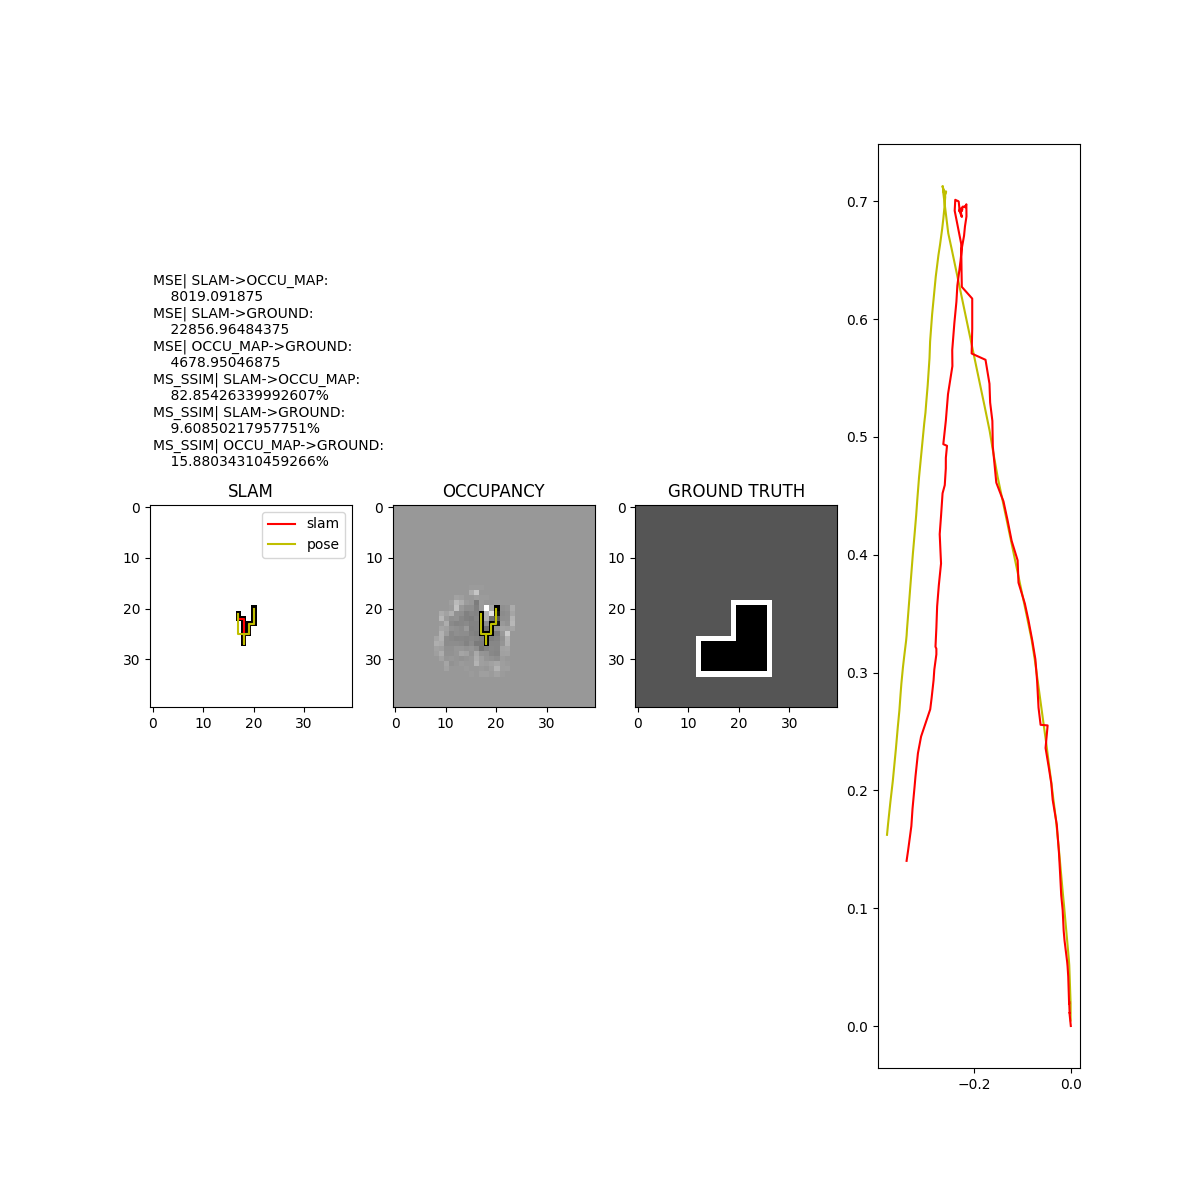 MSE| SLAM->OCCU_MAP:
8019.091875
MSE| SLAM->GROUND:
22856.96484375
MSE| OCCU_MAP->GROUND:
4678.95046875
MS_SSIM| SLAM->OCCU_MAP:
82.85426339992607%
MS_SSIM| SLAM->GROUND:
9.60850217957751%
MS_SSIM| OCCU_MAP->GROUND:
15.88034310459266%
SLAM
slam
pose
0
10
20
30
0 10 20 30
OCCUPANCY
0
10
20
30
0 10 20 30
GROUND TRUTH
0
10
20
30
0 10 20 30
0.7
0.6
0.5
0.4
0.3
0.2
0.1
0.0
−0.2 0.0